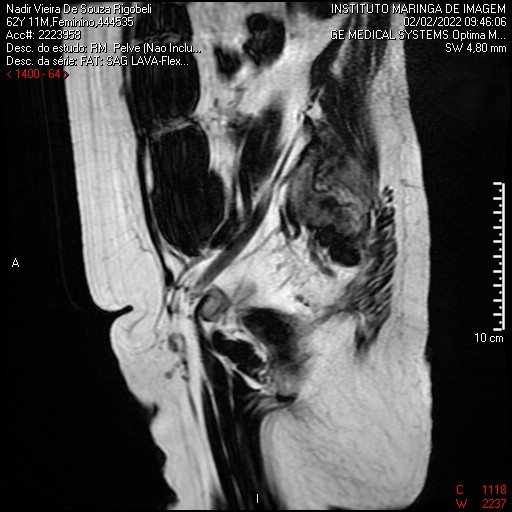 Nadir Vieira De Souza Rigobeli
62Y 11M,Feminino,444535
Acc#: 2223958
Desc. do estudo: RM Pelve (Nao Inclu...
Desc. da série: FAT: SAG LAVA-Flex...
< 1400 - 64 >
INSTITUTO MARINGA DE IMAGEM
02/02/2022 09:46:06
GE MEDICAL SYSTEMS Optima M...
SW 4,80 mm
A
10 cm
I
C 1118
W 2237